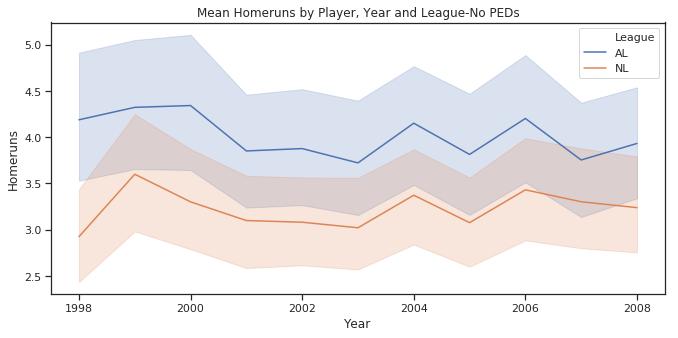 Mean Homeruns by Player, Year and League-No PEDs
League
AL
NL
Homeruns
5.0
4.5
4.0
3.5
3.0
2.5
1998
2000
2002
2004
2006
2008
Year